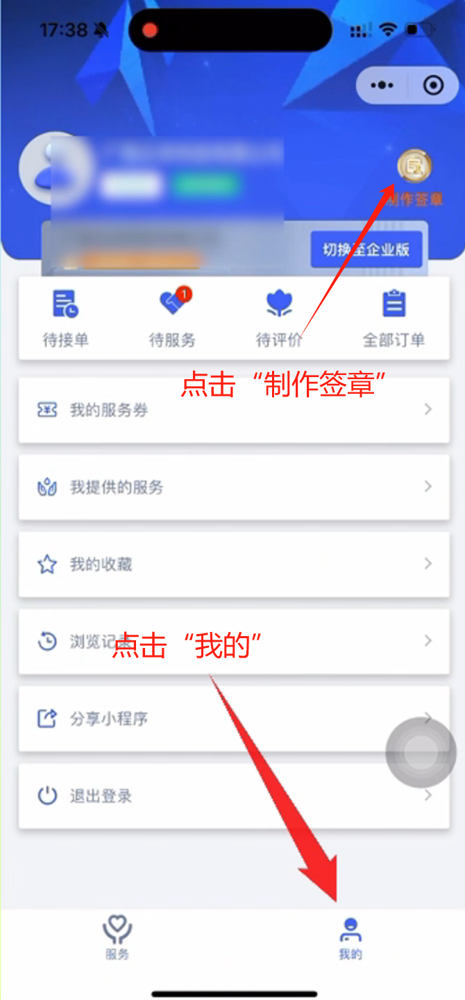 17:38
制作签章
切换至企业版
1
待接单
待服务
待评价
全部订单
点击“制作签章”
我的服务券
我提供的服务
我的收藏
浏览记录
点击“我的”
分享小程序
退出登录
服务
我的